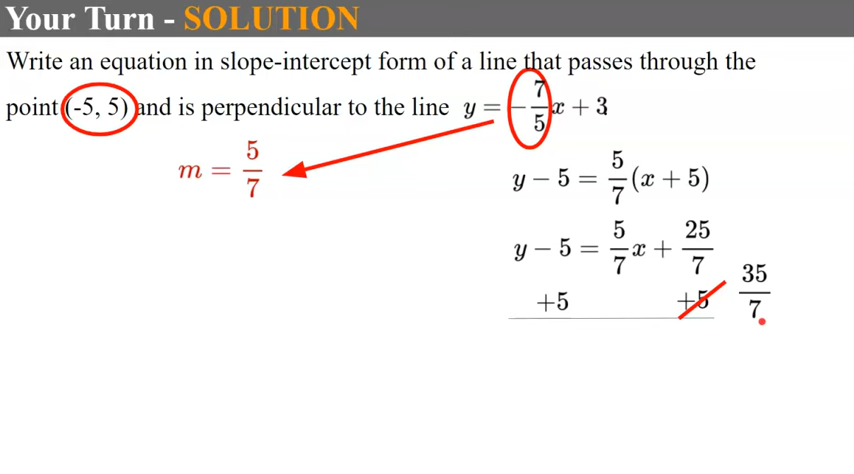 Your Turn - SOLUTION
Write an equation in slope-intercept form of a line that passes through the
point (-5, 5) and is perpendicular to the line y = −7/5x + 3
m = 5/7
y − 5 = 5/7(x + 5)
y − 5 = 5/7x + 25/7
+5 +5 35/7